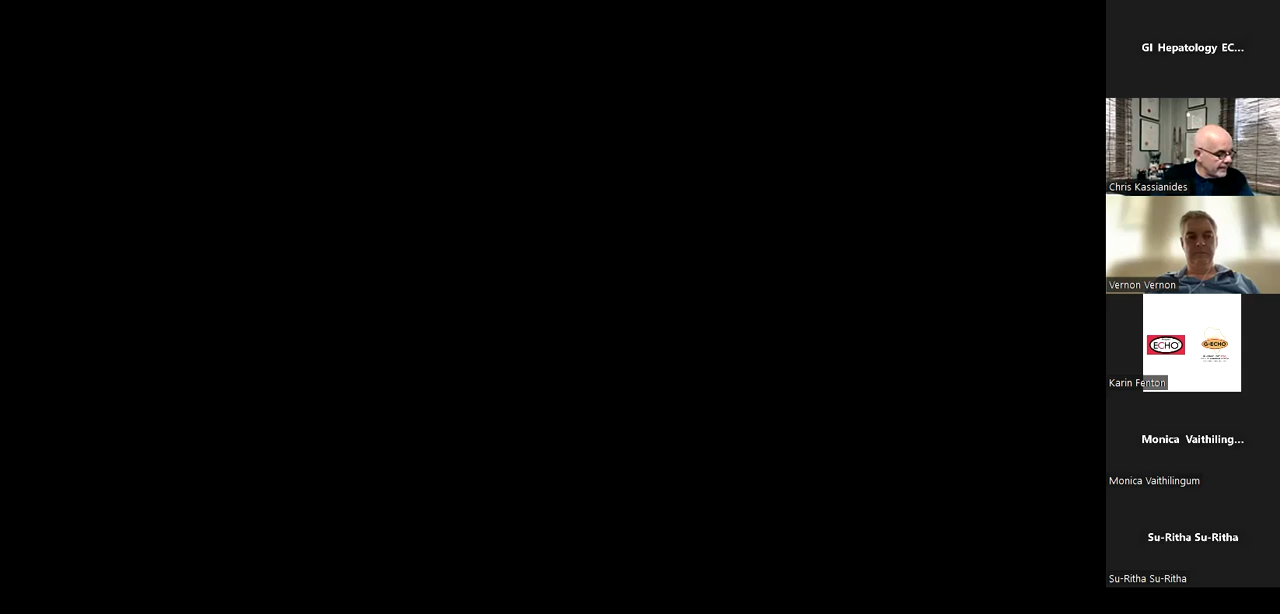 GI Hepatology EC...
Chris Kassianides
Vernon Vernon
ECHO
G-ECHO
Karin Fenton
Monica Vaithiling...
Monica Vaithilingum
Su-Ritha Su-Ritha
Su-Ritha Su-Ritha